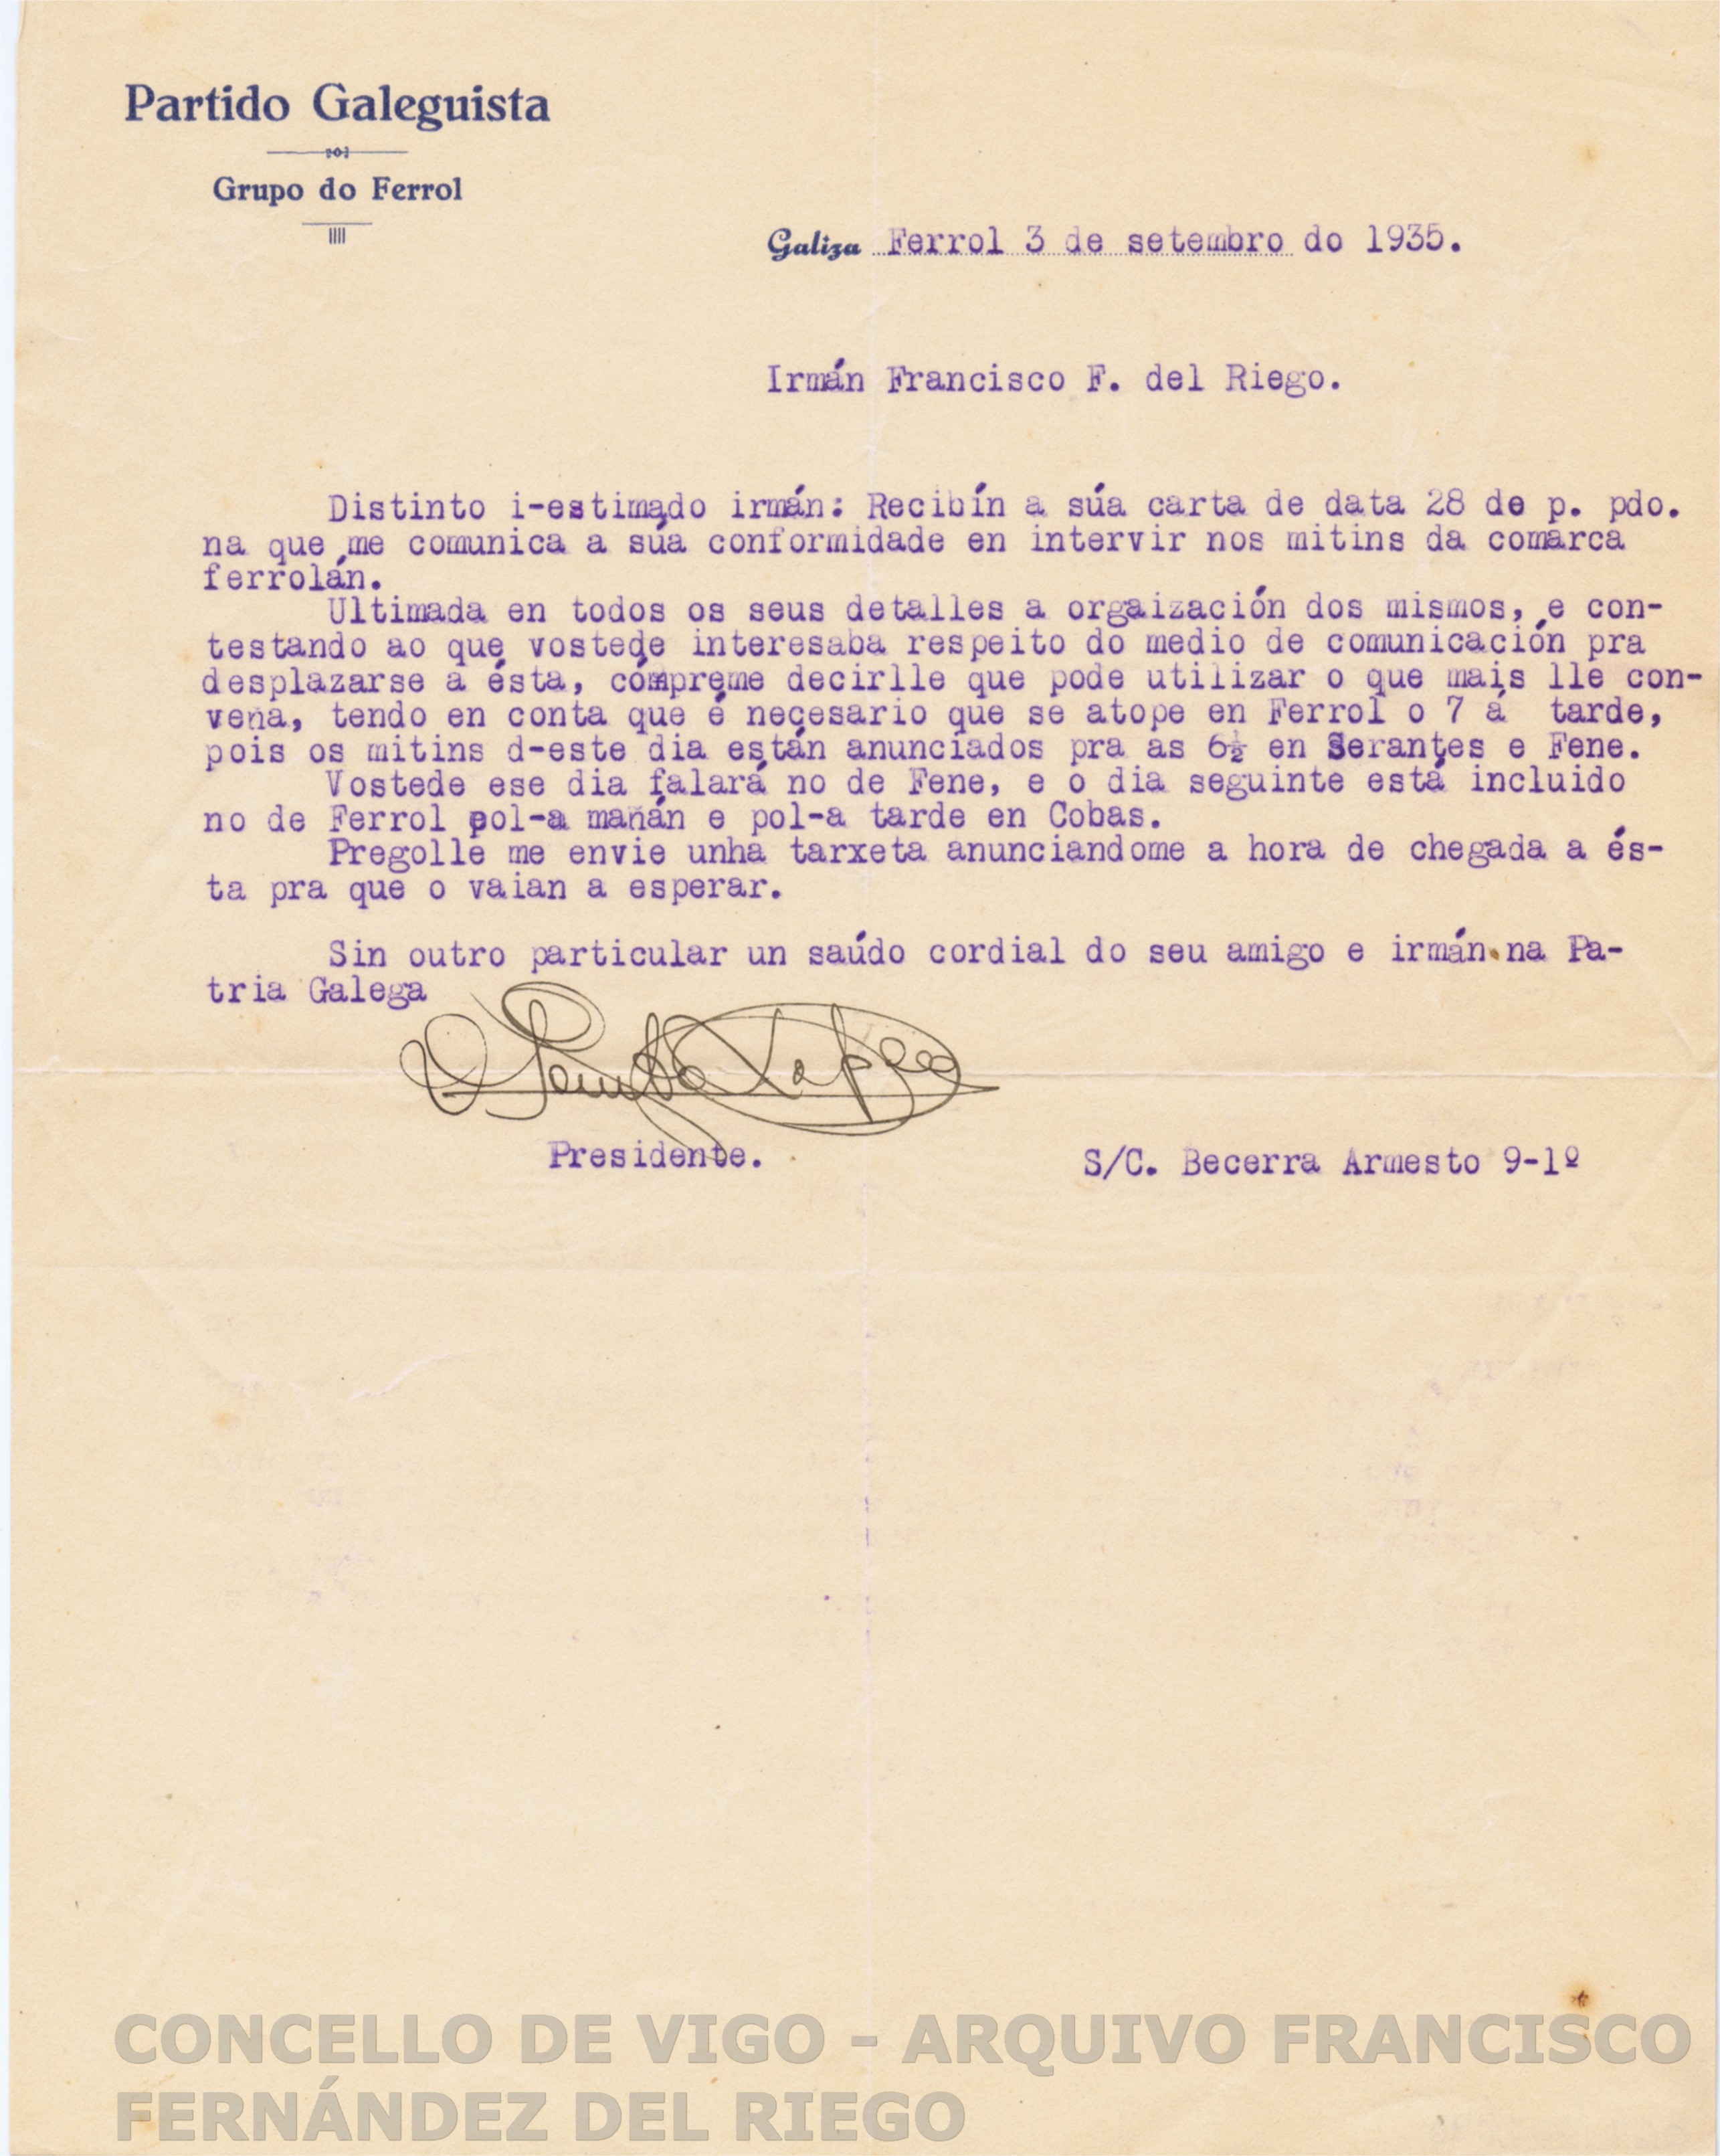 Partido Galeguista
Grupo do Ferrol
Galiza Ferrol 3 de setembro do 1935.
Irmán Francisco F. del Riego.
Distinto i-estimado irmán: Recibín a súa carta de data 28 de p. pdo.
na que me comunica a súa conformidade en intervir nos mitins da comarca
ferrolán.
Ultimada en todos os seus detalles a orgaización dos mismos, e con-
testando ao que vostede interesaba respeito do medio de comunicación pra
desplazarse a ésta, cómpreme decirlle que pode utilizar o que mais lle con-
veña, tendo en conta que é necesario que se atope en Ferrol o 7 á tarde,
pois os mitins d-este dia están anunciados pra as 6½ en Serantes e Fene.
Vostede ese dia falará no de Fene, e o dia seguinte está incluido
no de Ferrol pol-a mañán e pol-a tarde en Cobas.
Pregolle me envie unha tarxeta anunciandome a hora de chegada a és-
ta pra que o vaian a esperar.
Sin outro particular un saúdo cordial do seu amigo e irmán na Pa-
tria Galega
Presidente.
S/C. Becerra Armesto 9-1º
CONCELLO DE VIGO - ARQUIVO FRANCISCO
FERNÁNDEZ DEL RIEGO